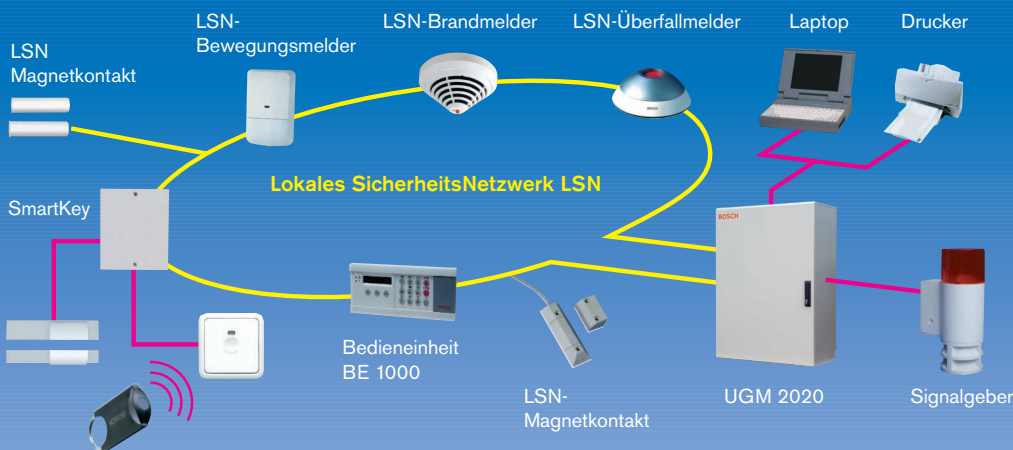 LSN-
Bewegungsmelder
LSN-Brandmelder
LSN-Überfallmelder
Laptop
Drucker
LSN
Magnetkontakt
Lokales SicherheitsNetzwerk LSN
SmartKey
BOSCH
BOSCH
Bedieneinheit
BE 1000
LSN-
Magnetkontakt
UGM 2020
Signalgeber